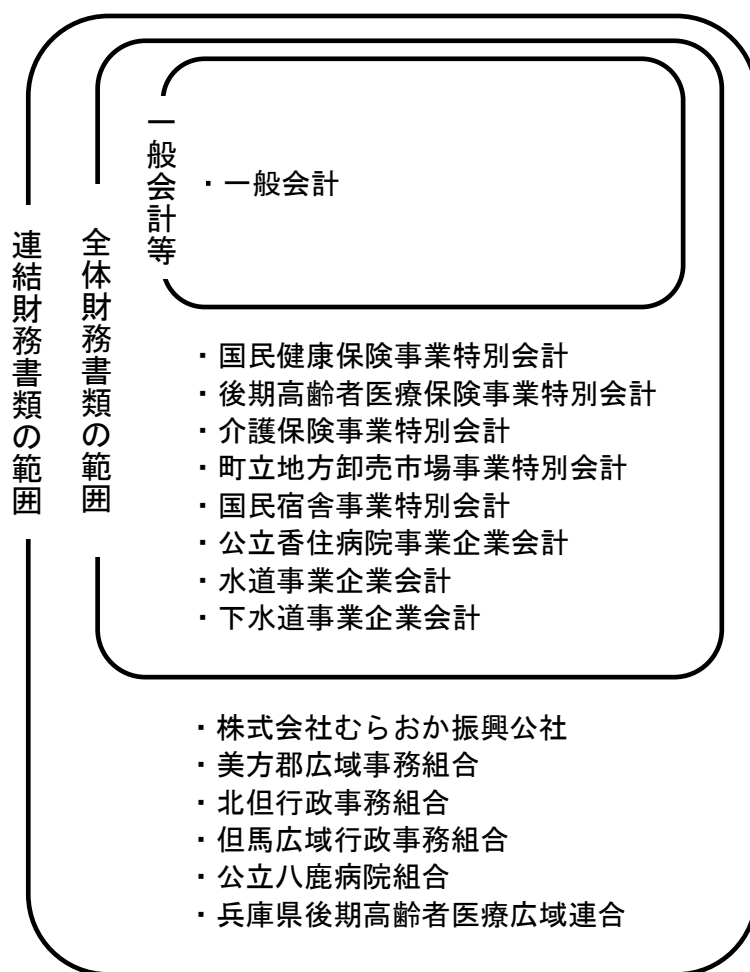 連結財務書類の範囲
全体財務書類の範囲
一般会計等
・一般会計
・国民健康保険事業特別会計
・後期高齢者医療保険事業特別会計
・介護保険事業特別会計
・町立地方卸売市場事業特別会計
・国民宿舎事業特別会計
・公立香住病院事業企業会計
・水道事業企業会計
・下水道事業企業会計
・株式会社むらおか振興公社
・美方郡広域事務組合
・北但行政事務組合
・但馬広域行政事務組合
・公立八鹿病院組合
・兵庫県後期高齢者医療広域連合